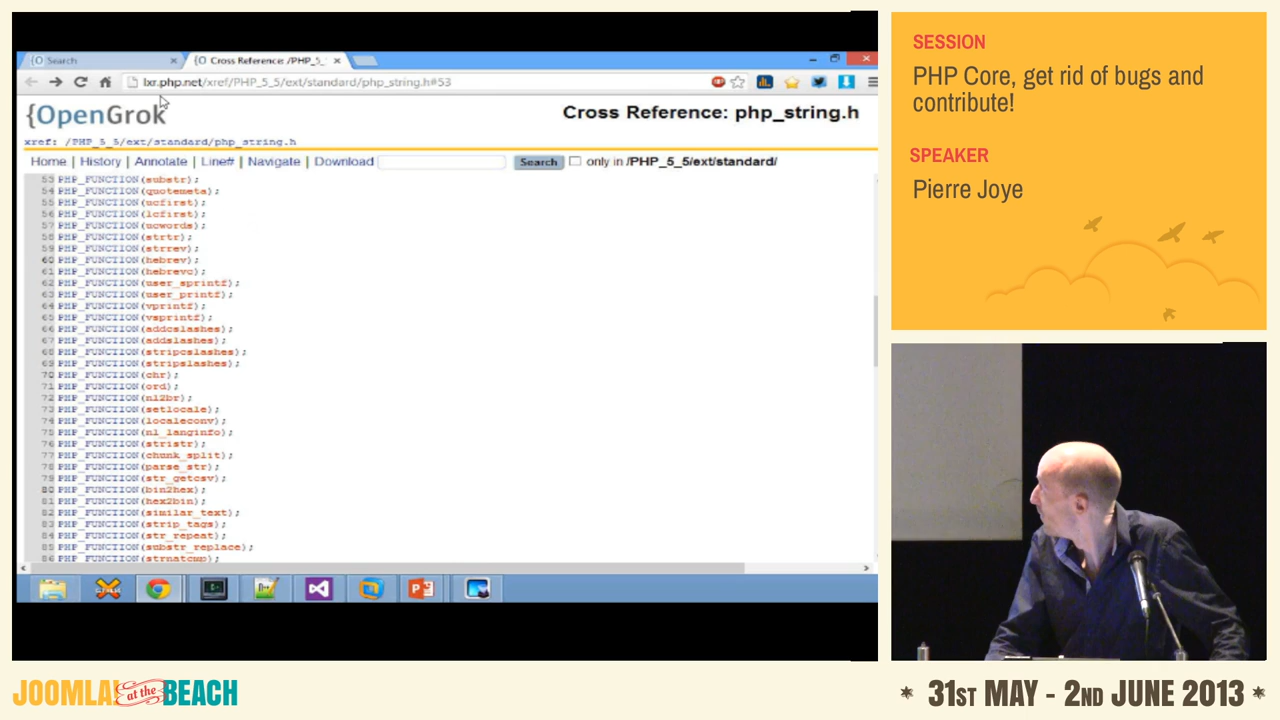 {O Search
{O Cross Reference: /PHP_5_
lxr.php.net/xref/PHP_5_5/ext/standard/php_string.h#53
{OpenGrok
Cross Reference: php_string.h
xref: /PHP_5_5/ext/standard/php_string.h
Home | History | Annotate | Line# | Navigate | Download
Search
only in /PHP_5_5/ext/standard/
53 PHP_FUNCTION(substr);
54 PHP_FUNCTION(quotemeta);
55 PHP_FUNCTION(ucfirst);
56 PHP_FUNCTION(lcfirst);
57 PHP_FUNCTION(ucwords);
58 PHP_FUNCTION(strtr);
59 PHP_FUNCTION(strrev);
60 PHP_FUNCTION(hebrev);
61 PHP_FUNCTION(hebrevc);
62 PHP_FUNCTION(user_sprintf);
63 PHP_FUNCTION(user_printf);
64 PHP_FUNCTION(vprintf);
65 PHP_FUNCTION(vsprintf);
66 PHP_FUNCTION(addcslashes);
67 PHP_FUNCTION(addslashes);
68 PHP_FUNCTION(stripcslashes);
69 PHP_FUNCTION(stripslashes);
70 PHP_FUNCTION(chr);
71 PHP_FUNCTION(ord);
72 PHP_FUNCTION(nl2br);
73 PHP_FUNCTION(setlocale);
74 PHP_FUNCTION(localeconv);
75 PHP_FUNCTION(nl_langinfo);
76 PHP_FUNCTION(stristr);
77 PHP_FUNCTION(chunk_split);
78 PHP_FUNCTION(parse_str);
79 PHP_FUNCTION(str_getcsv);
80 PHP_FUNCTION(bin2hex);
81 PHP_FUNCTION(hex2bin);
82 PHP_FUNCTION(similar_text);
83 PHP_FUNCTION(strip_tags);
84 PHP_FUNCTION(str_repeat);
85 PHP_FUNCTION(substr_replace);
86 PHP_FUNCTION(strnatcmp);
SESSION
PHP Core, get rid of bugs and
contribute!
SPEAKER
Pierre Joye
JOOMLA! at the BEACH
* 31ST MAY - 2ND JUNE 2013 *